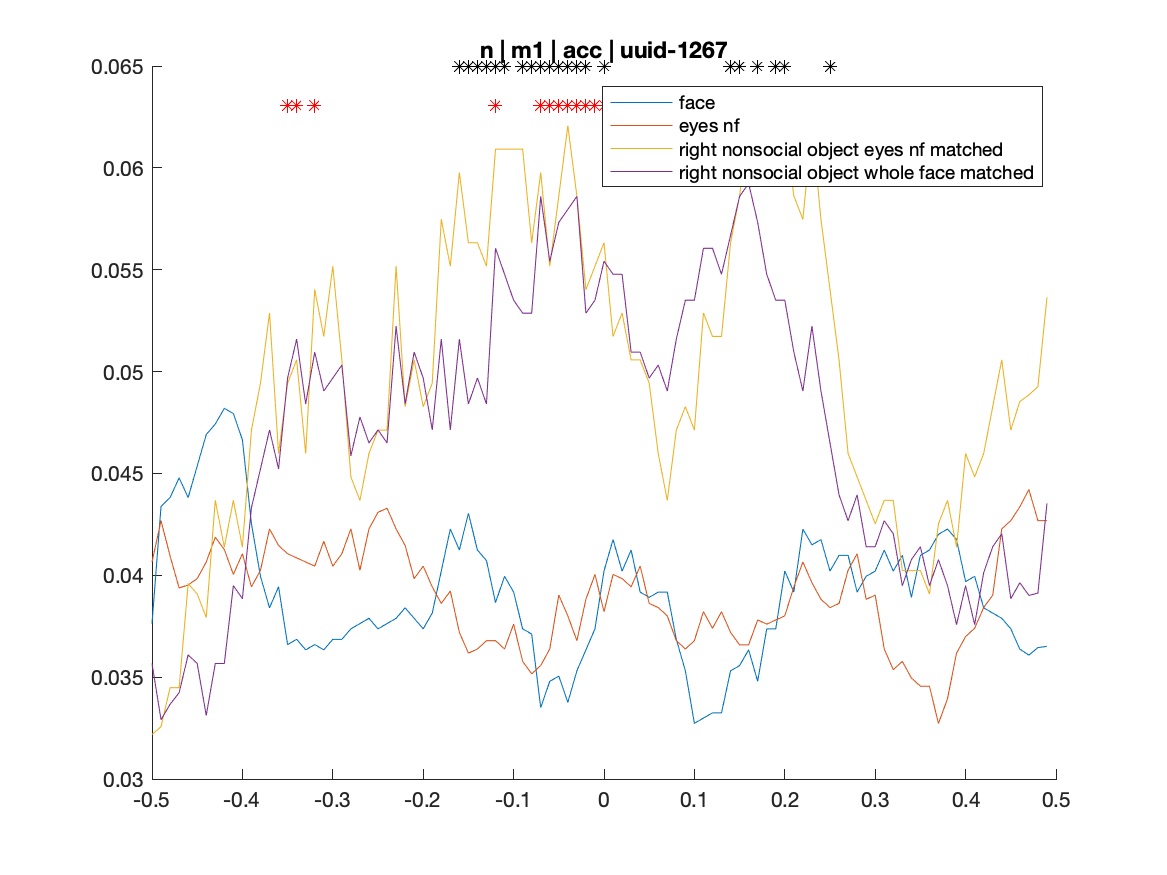 n | m1 | acc | uuid-1267
0.065
0.06
0.055
0.05
0.045
0.04
0.035
0.03
-0.5 -0.4 -0.3 -0.2 -0.1 0 0.1 0.2 0.3 0.4 0.5
face
eyes nf
right nonsocial object eyes nf matched
right nonsocial object whole face matched